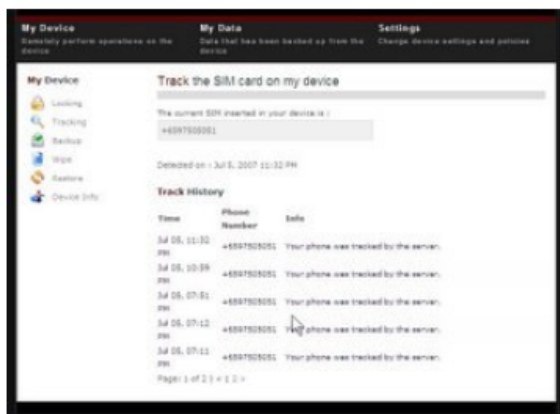 My Device
Remotely perform operations on the device
My Data
Data that has been backed up from the device
Settings
Change device settings and policies
My Device
Locking
Tracking
Backup
Wipe
Restore
Device Info
Track the SIM card on my device
The current SIM inserted in your device is :
+6597505051
Detected on : Jul 5, 2007 11:32 PM
Track History
Time Phone Number Info
Jul 05, 11:32 PM +6597505051 Your phone was tracked by the server.
Jul 05, 10:59 PM +6597505051 Your phone was tracked by the server.
Jul 05, 07:51 PM +6597505051 Your phone was tracked by the server.
Jul 05, 07:12 PM +6597505051 Your phone was tracked by the server.
Jul 05, 07:11 PM +6597505051 Your phone was tracked by the server.
Page: 1 of 2 | < 1 2 >